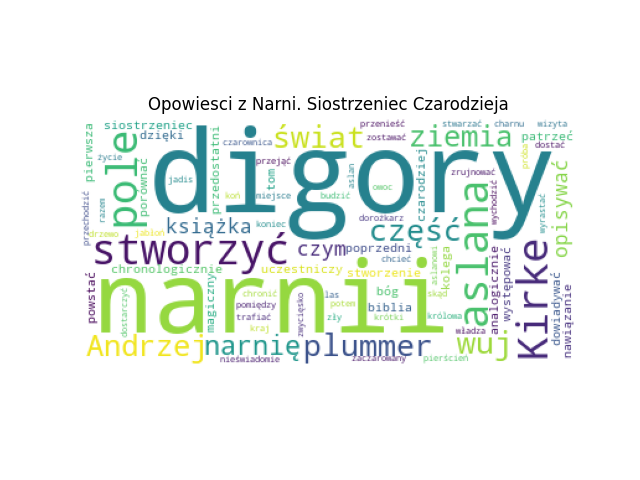 Opowiesci z Narni. Siostrzeniec Czarodzieja
pierwsza siostrzeniec dzięki świat przenieść stwarzać charnu wizyta
zostawać ziemia patrzeć dostać
życie pole porównać czarownica przedostatni digory
przejąć tom aslan czarodziej zrujnować próba
jadis koń miejsce budzić owoc wychodzić opisywać
przechodzić razem książka dorożkarz część aslana wyrastać
drzewo jabłoń koniec
stworzyć czym poprzedni kolega Kirke analogicznie występować
chcieć
chronologicznie uczestniczy stworzenie aslanowi
powstać narnii bóg skąd dowiadywać nawiązanie
dostarczyć magiczny chronić las
pomiędzy zwycięsko potem biblia
trafiać zły krótki królowa
kraj władza
Andrzej narnię plummer wuj
nieświadomie zaczarowany pierścień